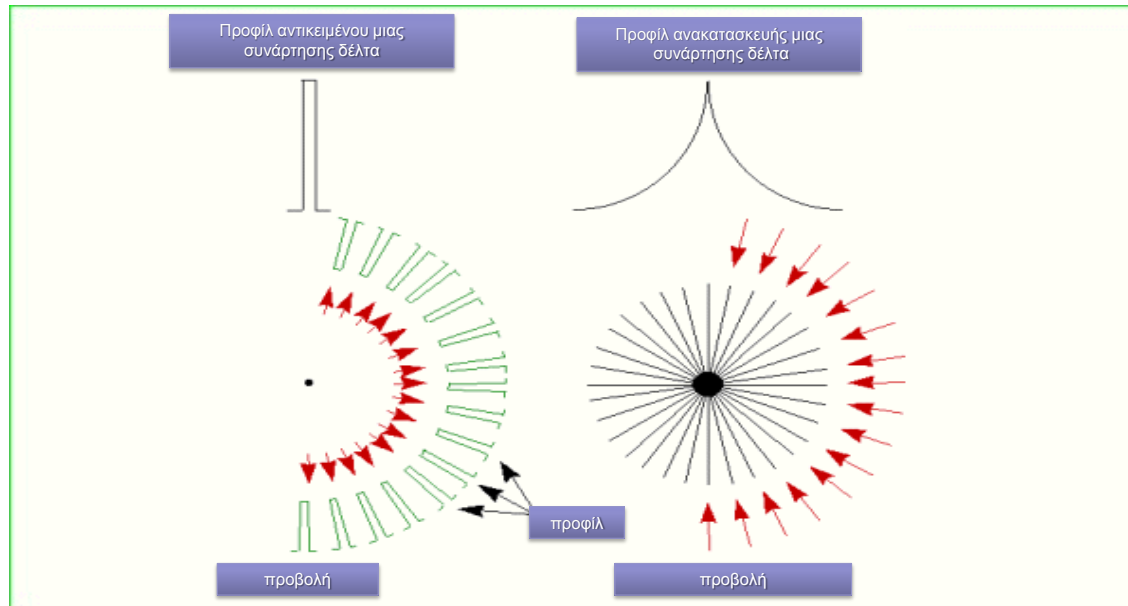 Προφίλ αντικειμένου μιας
συνάρτησης δέλτα
Προφίλ ανακατασκευής μιας
συνάρτησης δέλτα
προφίλ
προβολή
προβολή